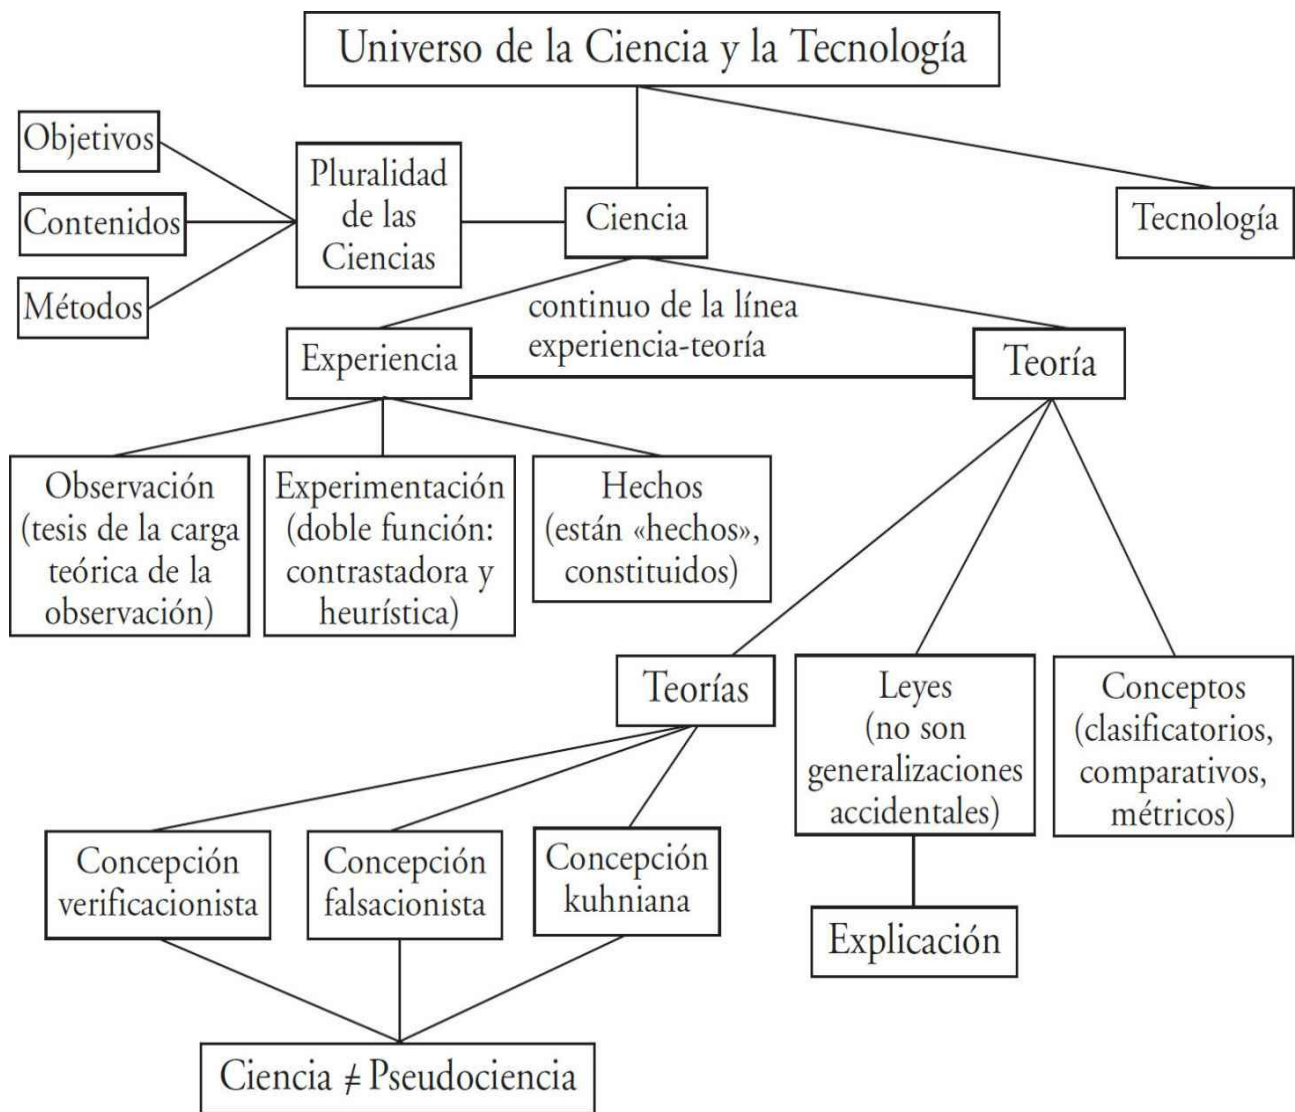 Universo de la Ciencia y la Tecnología
Objetivos
Contenidos
Métodos
Pluralidad
de las
Ciencias
Ciencia
Tecnología
continuo de la línea
experiencia-teoría
Experiencia
Teoría
Observación
(tesis de la carga
teórica de la
observación)
Experimentación
(doble función:
contrastadora y
heurística)
Hechos
(están «hechos»,
constituidos)
Teorías
Leyes
(no son
generalizaciones
accidentales)
Conceptos
(clasificatorios,
comparativos,
métricos)
Concepción
verificacionista
Concepción
falsacionista
Concepción
kuhniana
Explicación
Ciencia ≠ Pseudociencia